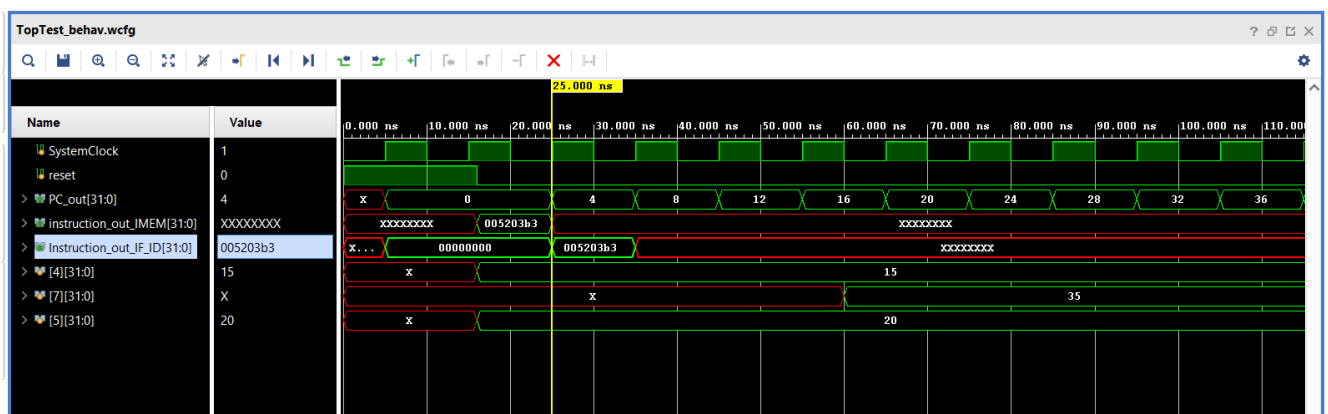 TopTest_behav.wcfg
25.000 ns
Name Value 0.000 ns 10.000 ns 20.000 ns 30.000 ns 40.000 ns 50.000 ns 60.000 ns 70.000 ns 80.000 ns 90.000 ns 100.000 ns 110.00
SystemClock 1
reset 0
PC_out[31:0] 4 X 0 4 8 12 16 20 24 28 32 36
instruction_out_IMEM[31:0] XXXXXXXX XXXXXXXX 005203b3 XXXXXXXX
Instruction_out_IF_ID[31:0] 005203b3 X... 00000000 005203b3 XXXXXXXX
[4][31:0] 15 X 15
[7][31:0] X X 35
[5][31:0] 20 X 20